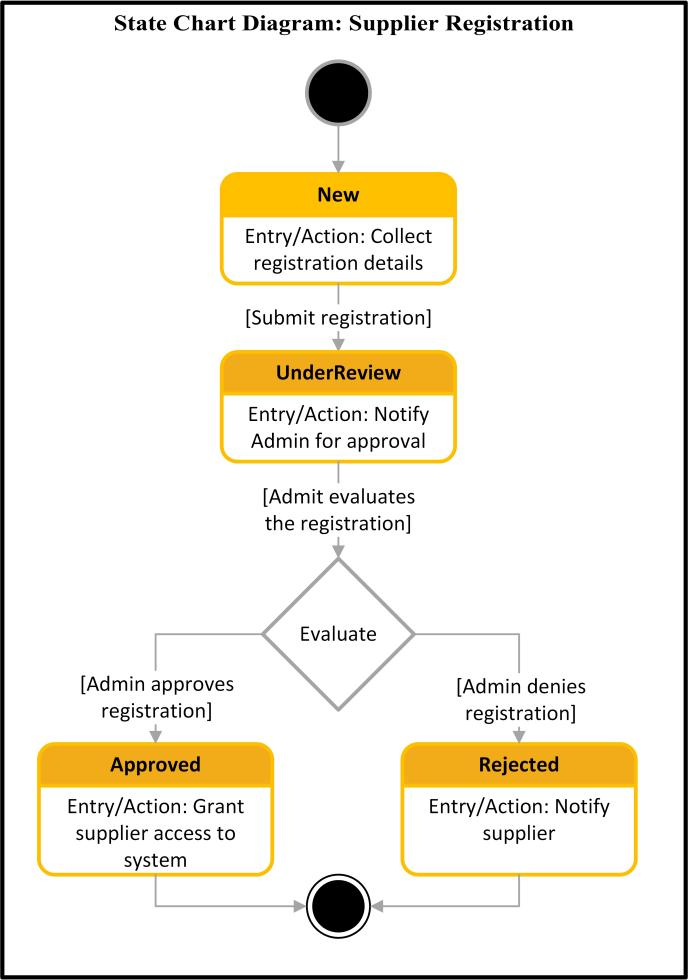 State Chart Diagram: Supplier Registration
New
Entry/Action: Collect
registration details
[Submit registration]
UnderReview
Entry/Action: Notify
Admin for approval
[Admit evaluates
the registration]
Evaluate
[Admin approves
registration]
[Admin denies
registration]
Approved
Entry/Action: Grant
supplier access to
system
Rejected
Entry/Action: Notify
supplier